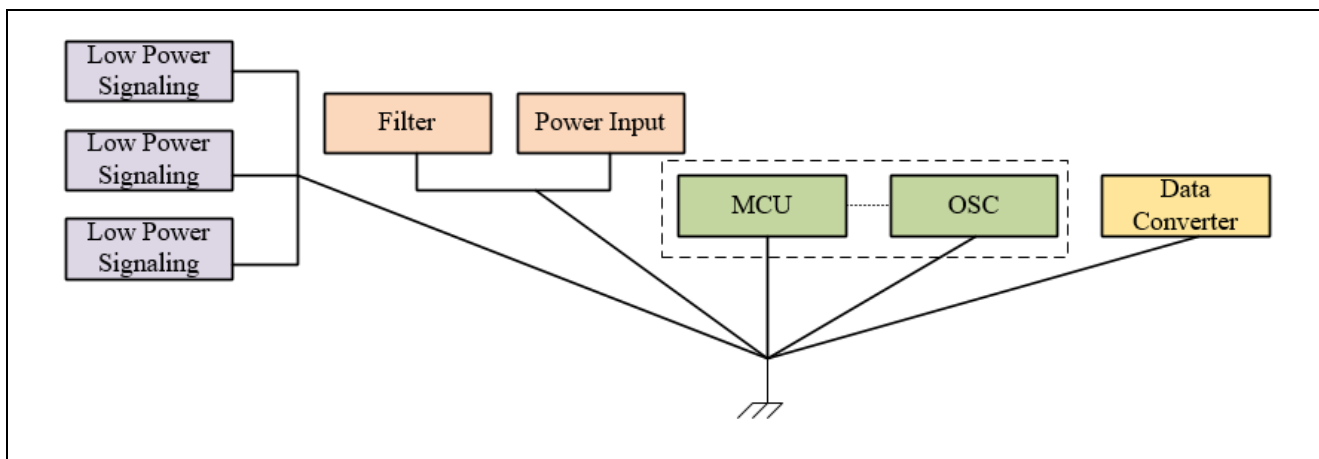 Low Power
Signaling
Low Power
Signaling
Low Power
Signaling
Filter
Power Input
MCU
OSC
Data
Converter